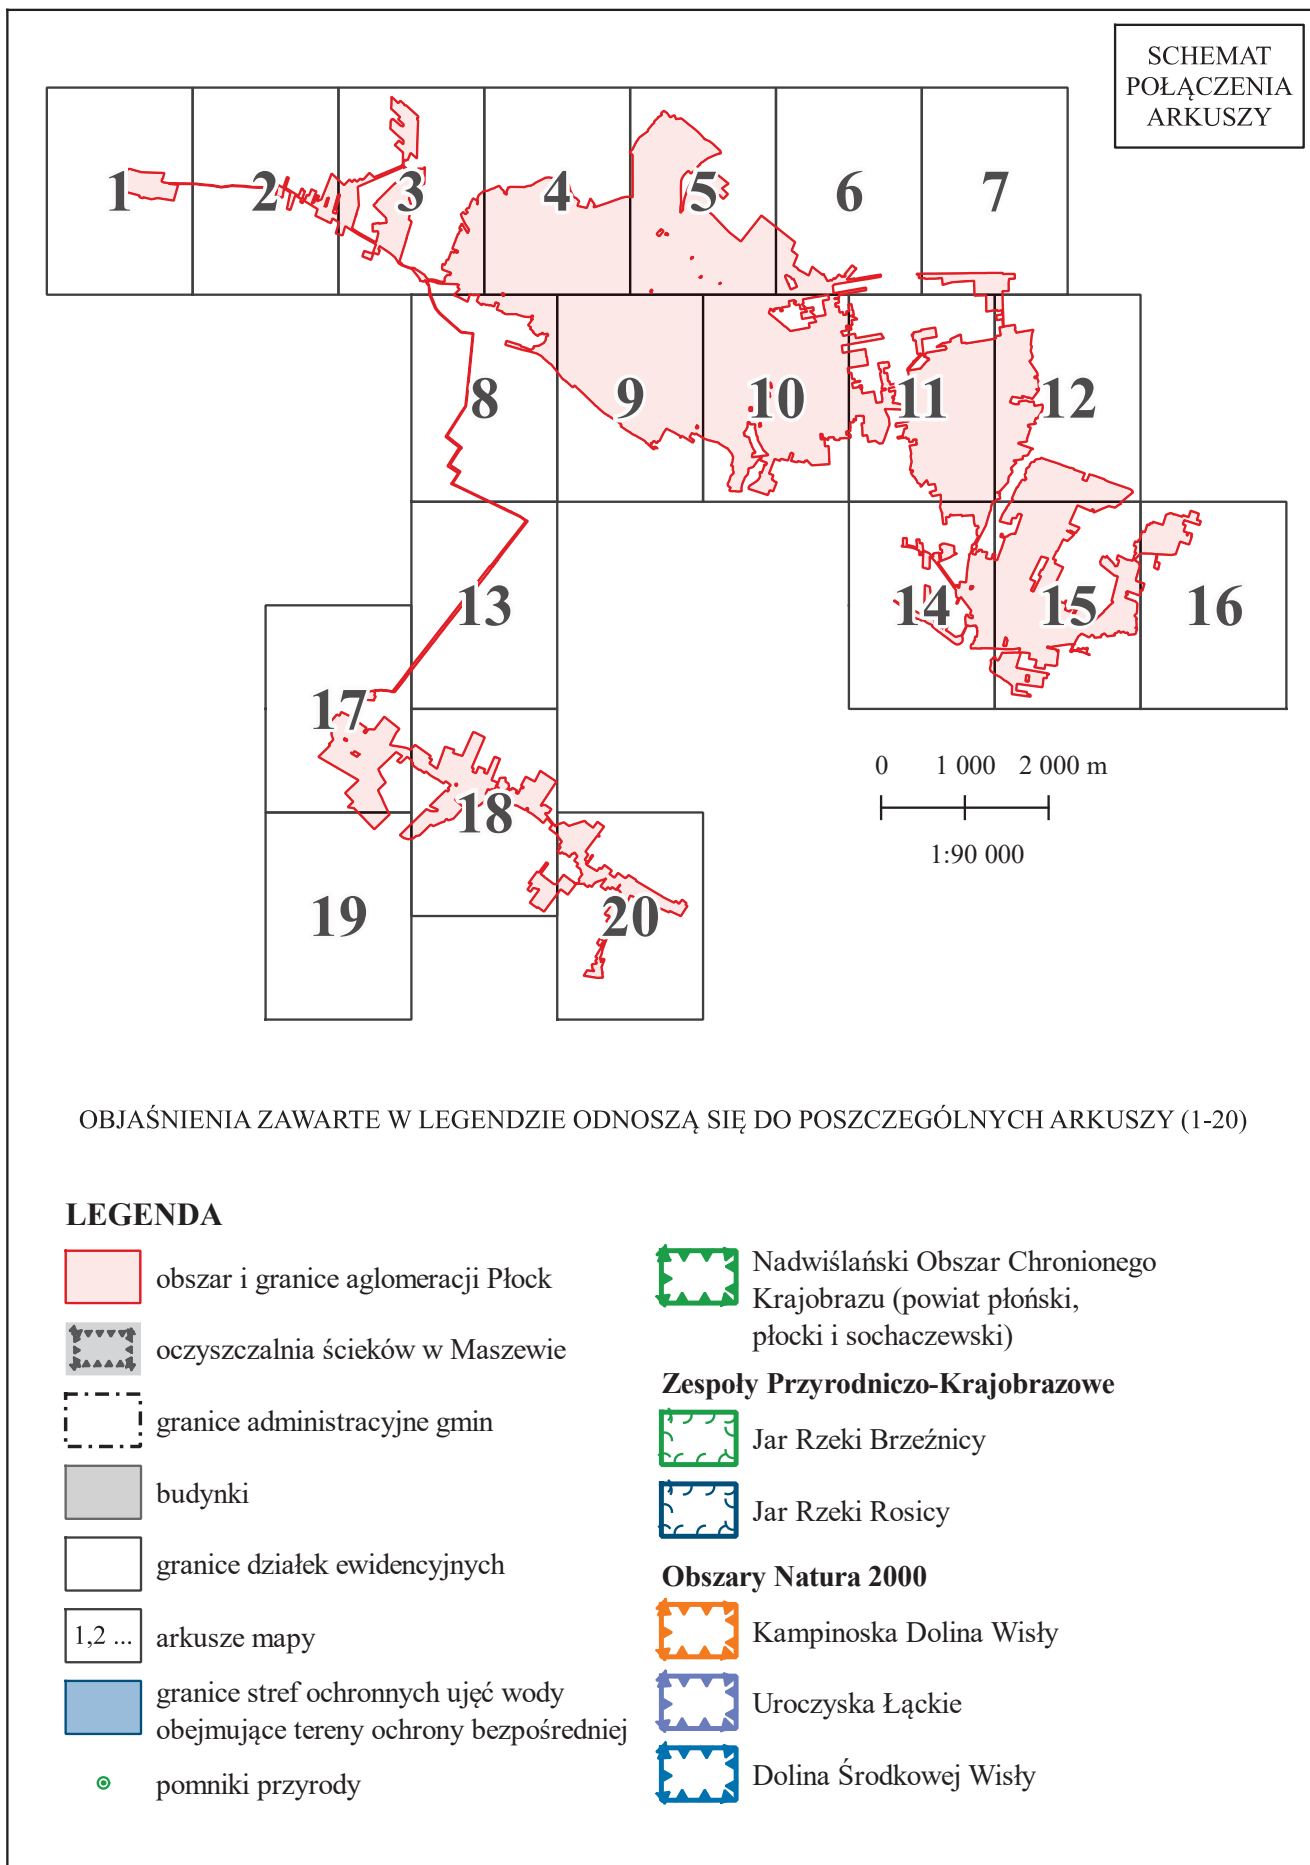 SCHEMAT
POŁĄCZENIA
ARKUSZY
1
2
3
4
5
6
7
8
9
10
11
12
13
14
15
16
17
18
19
20
0 1 000 2 000 m
1:90 000
OBJAŚNIENIA ZAWARTE W LEGENDZIE ODNOSZĄ SIĘ DO POSZCZEGÓLNYCH ARKUSZY (1-20)
LEGENDA
obszar i granice aglomeracji Płock
oczyszczalnia ścieków w Maszewie
granice administracyjne gmin
budynki
granice działek ewidencyjnych
1,2 ... arkusze mapy
granice stref ochronnych ujęć wody
obejmujące tereny ochrony bezpośredniej
pomniki przyrody
Nadwiślański Obszar Chronionego
Krajobrazu (powiat płoński,
płocki i sochaczewski)
Zespoły Przyrodniczo-Krajobrazowe
Jar Rzeki Brzeźnicy
Jar Rzeki Rosicy
Obszary Natura 2000
Kampinoska Dolina Wisły
Uroczyska Łąckie
Dolina Środkowej Wisły